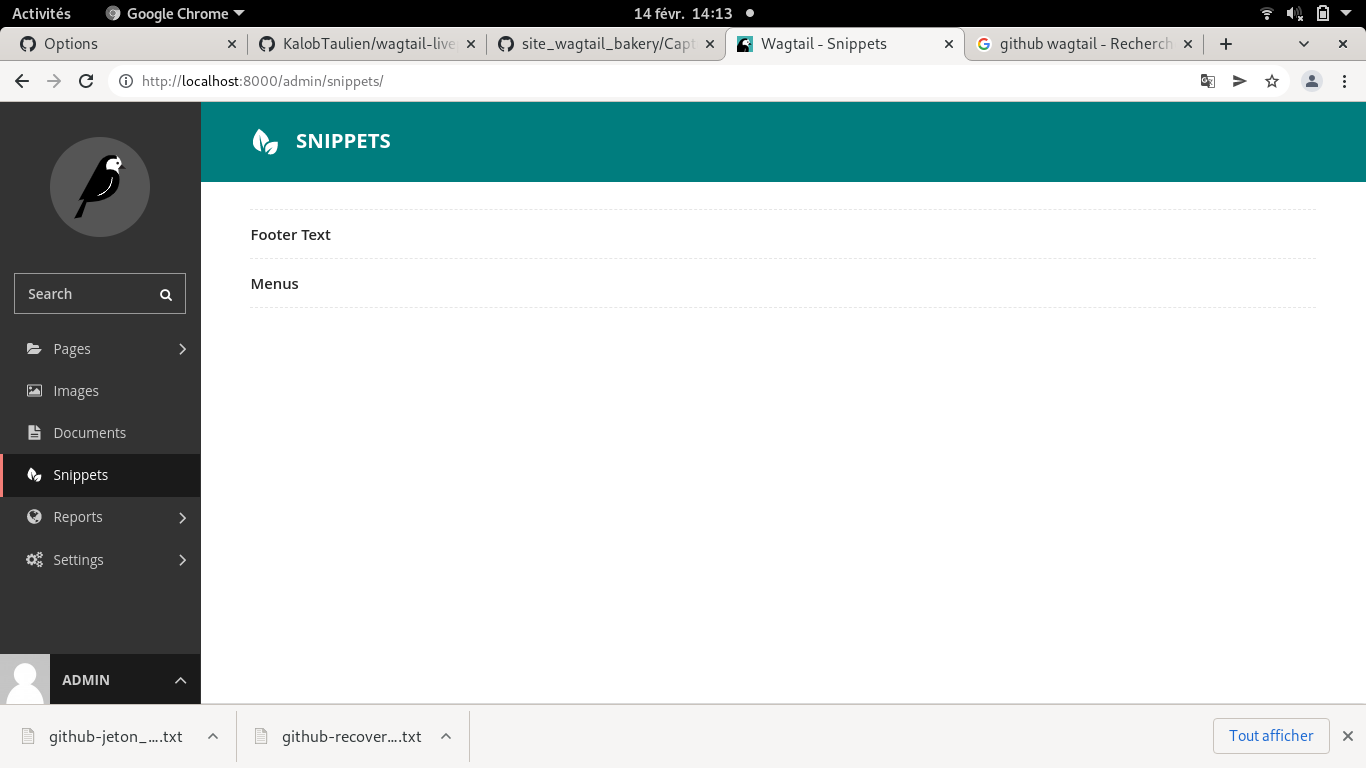 Activités Google Chrome 14 févr. 14:13
Options KalobTaulien/wagtail-live site_wagtail_bakery/Capt Wagtail - Snippets github wagtail - Recherch
http://localhost:8000/admin/snippets/
SNIPPETS
Search
Pages
Images
Documents
Snippets
Reports
Settings
ADMIN
Footer Text
Menus
github-jeton_....txt github-recover....txt Tout afficher